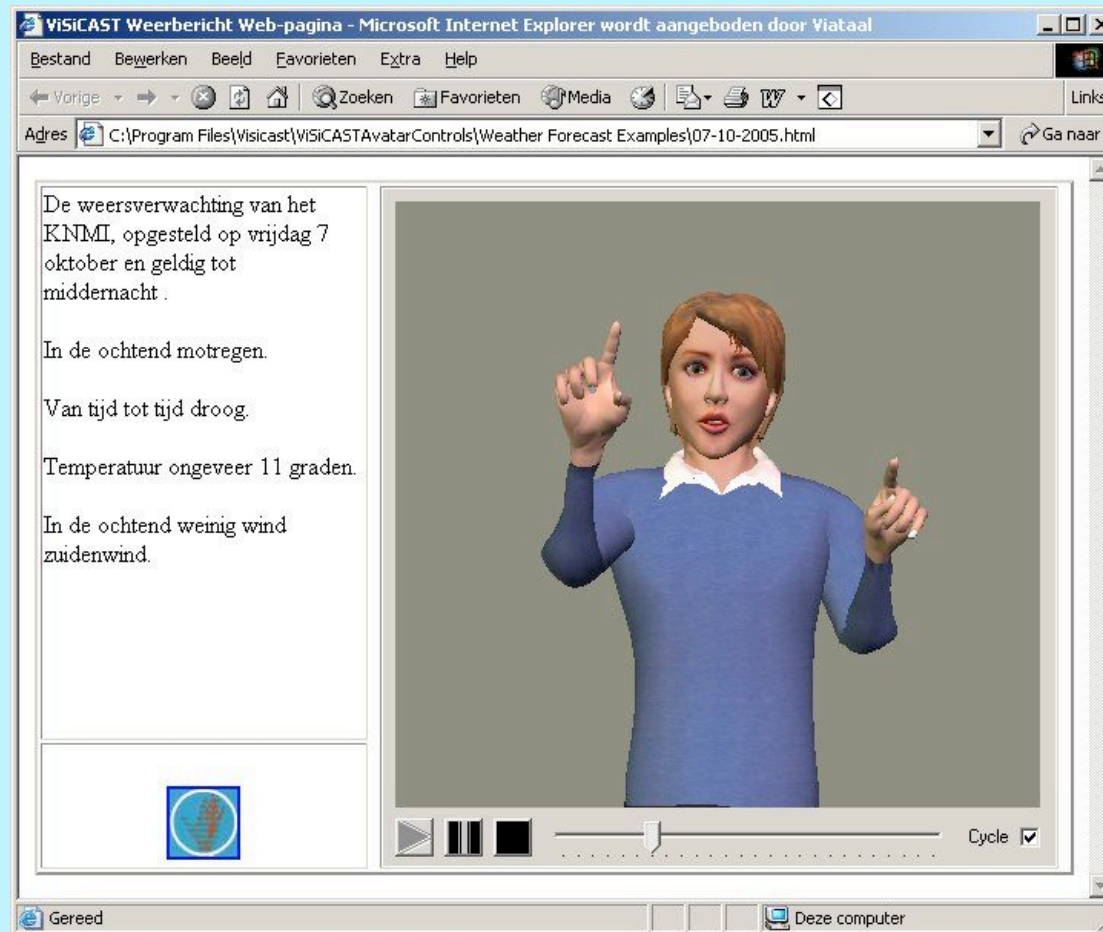 ViSiCAST Weerbericht Web-pagina - Microsoft Internet Explorer wordt aangeboden door Viataal
Bestand Bewerken Beeld Favorieten Extra Help
Vorige Zoeken Favorieten Media
Links
Adres C:\Program Files\Visicast\ViSiCASTAvatarControls\Weather Forecast Examples\07-10-2005.html Ga naar
De weersverwachting van het
KNMI, opgesteld op vrijdag 7
oktober en geldig tot
middernacht .
In de ochtend motregen.
Van tijd tot tijd droog.
Temperatuur ongeveer 11 graden.
In de ochtend weinig wind
zuidenwind.
Cycle
Gereed Deze computer